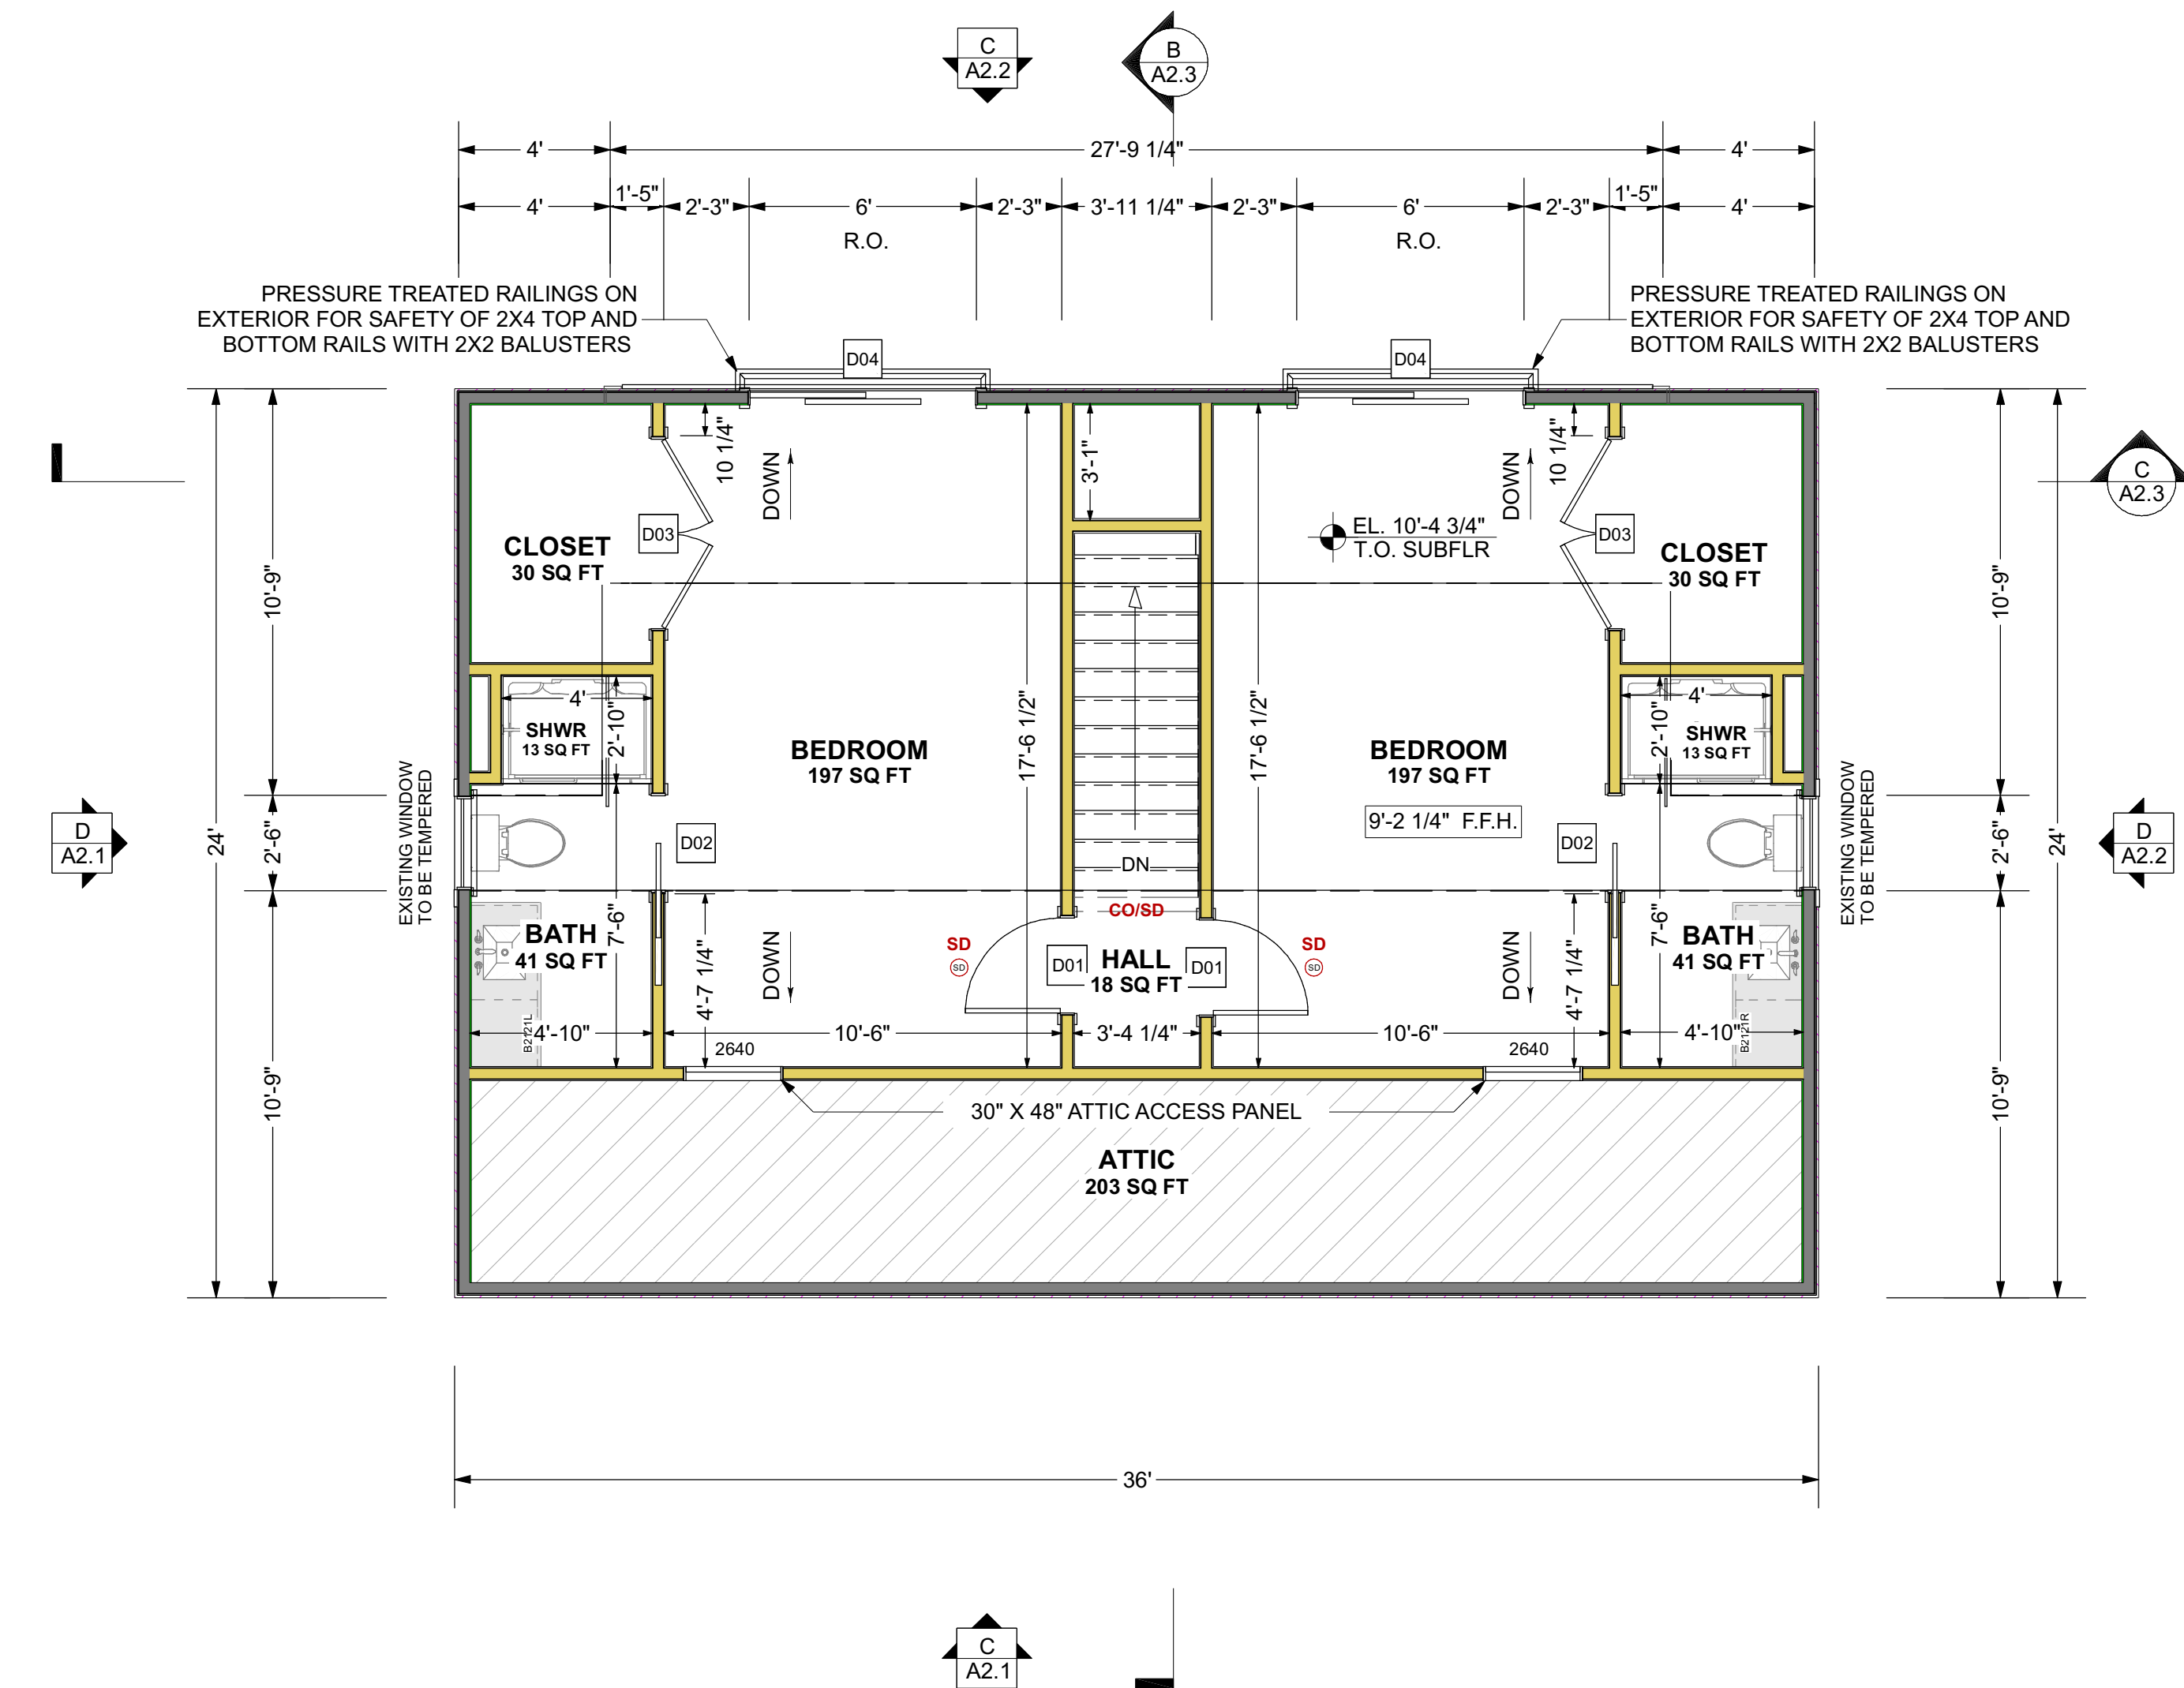 C
A2.2
B
A2.3
4'
27'-9 1/4"
4'
4'
1'-5"
2'-3"
6'
2'-3"
3'-11 1/4"
2'-3"
6'
2'-3"
1'-5"
4'
R.O.
R.O.
PRESSURE TREATED RAILINGS ON
EXTERIOR FOR SAFETY OF 2X4 TOP AND
BOTTOM RAILS WITH 2X2 BALUSTERS
PRESSURE TREATED RAILINGS ON
EXTERIOR FOR SAFETY OF 2X4 TOP AND
BOTTOM RAILS WITH 2X2 BALUSTERS
D04
D04
10 1/4"
DOWN
3'-1"
DOWN
10 1/4"
C
A2.3
EL. 10'-4 3/4"
T.O. SUBFLR
D03
D03
CLOSET
30 SQ FT
CLOSET
30 SQ FT
10'-9"
10'-9"
4'
2'-10"
SHWR
13 SQ FT
17'-6 1/2"
17'-6 1/2"
4'
2'-10"
SHWR
13 SQ FT
BEDROOM
197 SQ FT
BEDROOM
197 SQ FT
9'-2 1/4" F.F.H.
EXISTING WINDOW
TO BE TEMPERED
EXISTING WINDOW
TO BE TEMPERED
D
A2.1
24'
2'-6"
D02
D02
2'-6"
24'
D
A2.2
DN
CO/SD
BATH
41 SQ FT
7'-6"
4'-7 1/4"
DOWN
SD
SD
D01
HALL
18 SQ FT
D01
SD
SD
DOWN
4'-7 1/4"
7'-6"
BATH
41 SQ FT
B2121L
4'-10"
10'-6"
3'-4 1/4"
10'-6"
4'-10"
B2121R
2640
2640
10'-9"
10'-9"
30" X 48" ATTIC ACCESS PANEL
ATTIC
203 SQ FT
36'
C
A2.1